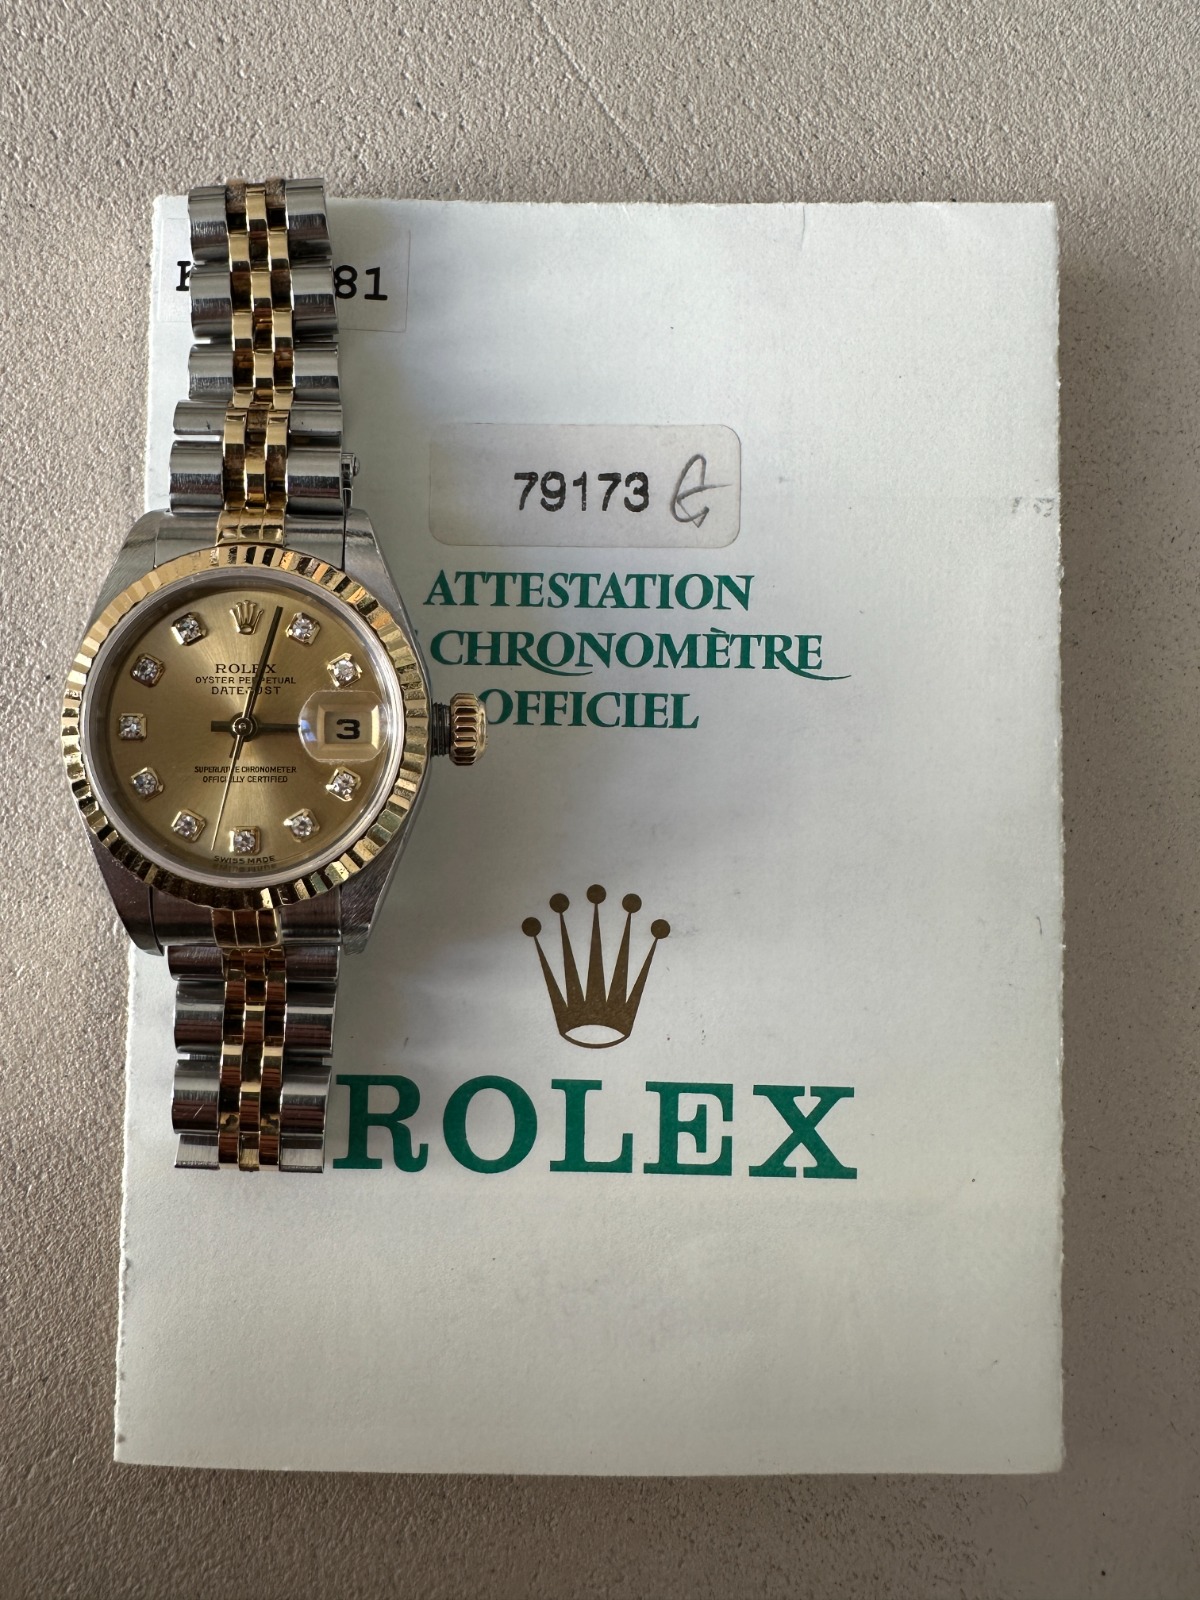 81
79173 G
ATTESTATION
CHRONOMÈTRE
OFFICIEL
ROLEX
ROLEX
OYSTER PERPETUAL
DATEJUST
3
SUPERLATIVE CHRONOMETER
OFFICIALLY CERTIFIED
SWISS MADE